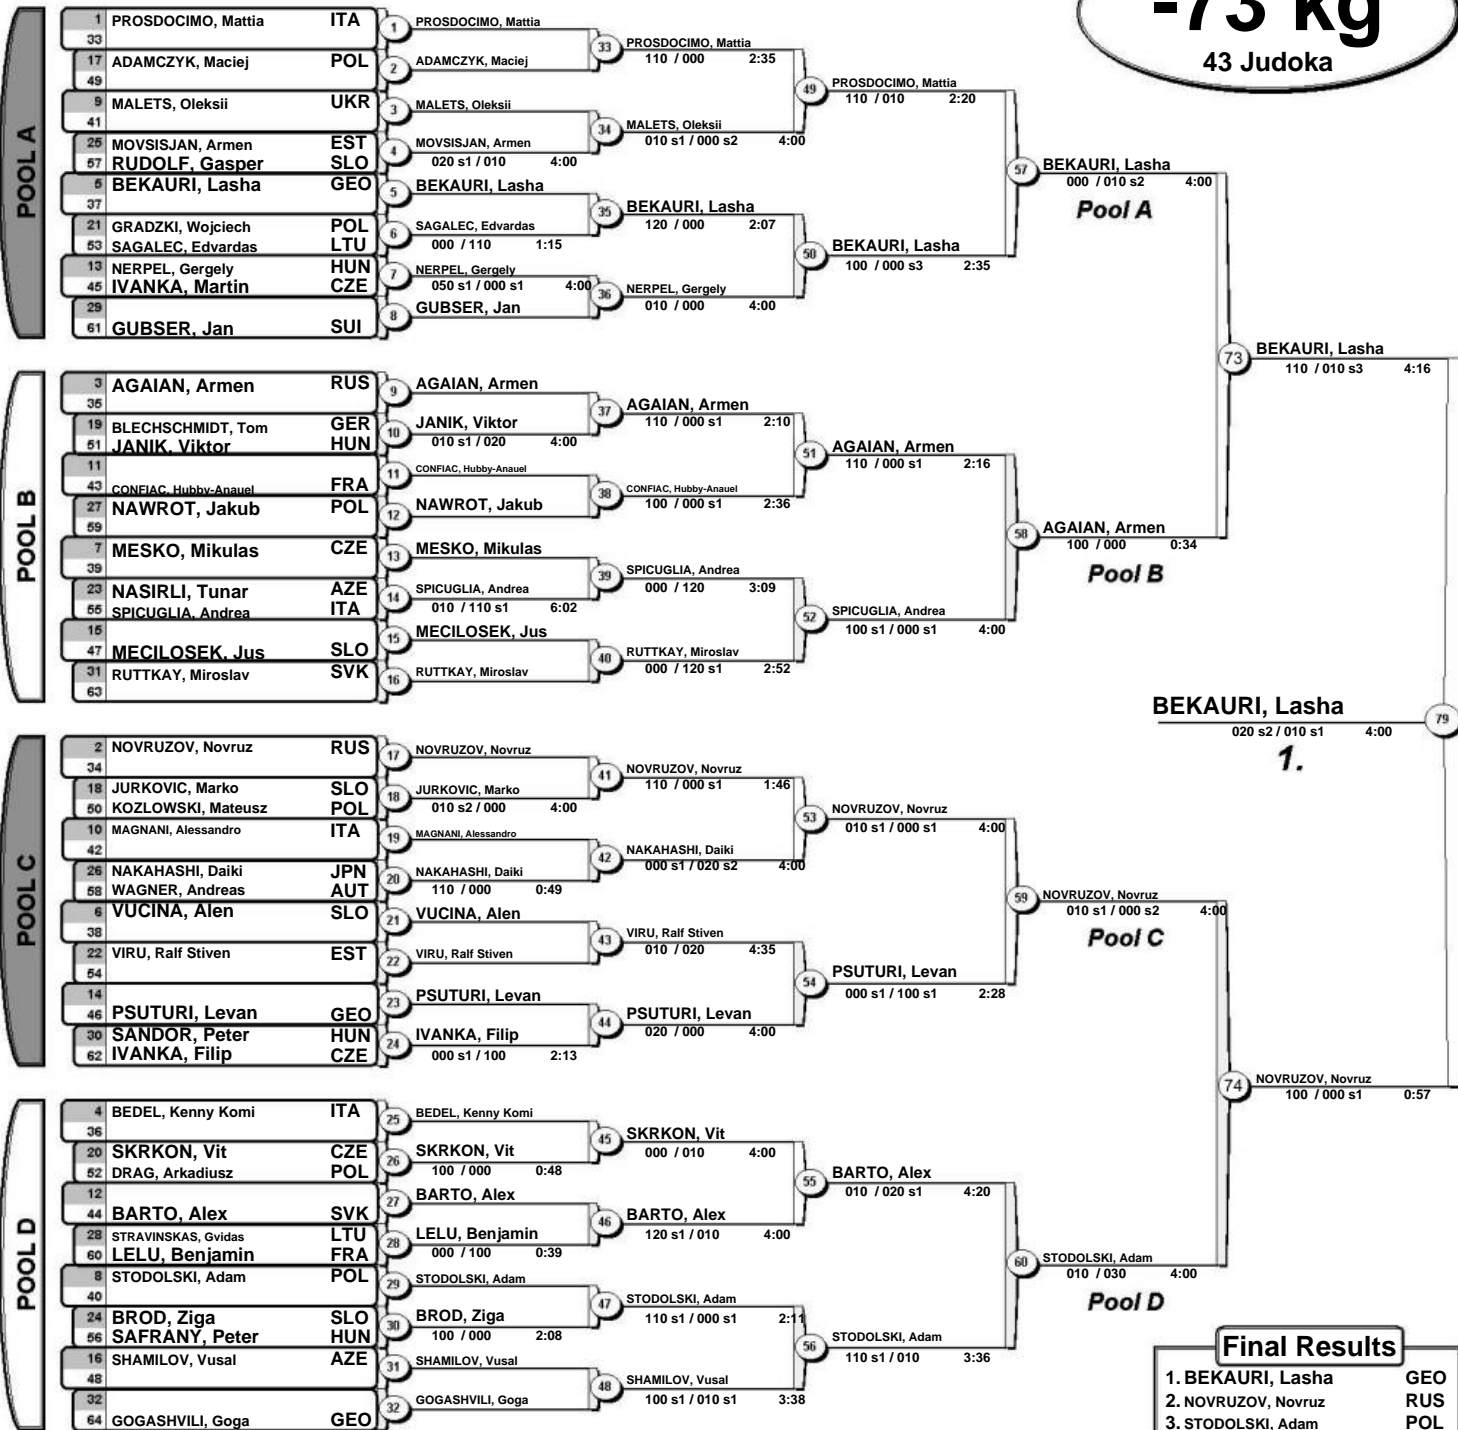 -73 kg
43 Judoka
POOL A
1 PROSDOCIMO, Mattia ITA
33
17 ADAMCZYK, Maciej POL
49
9 MALETS, Oleksii UKR
41
25 MOVSISJAN, Armen EST
57 RUDOLF, Gasper SLO
5 BEKAURI, Lasha GEO
37
21 GRADZKI, Wojciech POL
53 SAGALEC, Edvardas LTU
13 NERPEL, Gergely HUN
45 IVANKA, Martin CZE
29
61 GUBSER, Jan SUI
1 PROSDOCIMO, Mattia
2 ADAMCZYK, Maciej
3 MALETS, Oleksii
4 MOVSISJAN, Armen
020 s1 / 010 4:00
5 BEKAURI, Lasha
6 SAGALEC, Edvardas
000 / 110 1:15
7 NERPEL, Gergely
050 s1 / 000 s1 4:00
8 GUBSER, Jan
33 PROSDOCIMO, Mattia
110 / 000 2:35
34 MALETS, Oleksii
010 s1 / 000 s2 4:00
35 BEKAURI, Lasha
120 / 000 2:07
36 NERPEL, Gergely
010 / 000 4:00
49 PROSDOCIMO, Mattia
110 / 010 2:20
50 BEKAURI, Lasha
100 / 000 s3 2:35
57 BEKAURI, Lasha
000 / 010 s2 4:00
Pool A
POOL B
3 AGAIAN, Armen RUS
35
19 BLECHSCHMIDT, Tom GER
51 JANIK, Viktor HUN
11
43 CONFIAC, Hubby-Anauel FRA
27 NAWROT, Jakub POL
59
7 MESKO, Mikulas CZE
39
23 NASIRLI, Tunar AZE
55 SPICUGLIA, Andrea ITA
15
47 MECILOSEK, Jus SLO
31 RUTTKAY, Miroslav SVK
63
9 AGAIAN, Armen
10 JANIK, Viktor
010 s1 / 020 4:00
11 CONFIAC, Hubby-Anauel
12 NAWROT, Jakub
13 MESKO, Mikulas
14 SPICUGLIA, Andrea
010 / 110 s1 6:02
15 MECILOSEK, Jus
16 RUTTKAY, Miroslav
37 AGAIAN, Armen
110 / 000 s1 2:10
38 CONFIAC, Hubby-Anauel
100 / 000 s1 2:36
39 SPICUGLIA, Andrea
000 / 120 3:09
40 RUTTKAY, Miroslav
000 / 120 s1 2:52
51 AGAIAN, Armen
110 / 000 s1 2:16
52 SPICUGLIA, Andrea
100 s1 / 000 s1 4:00
58 AGAIAN, Armen
100 / 000 0:34
Pool B
73 BEKAURI, Lasha
110 / 010 s3 4:16
BEKAURI, Lasha 79
020 s2 / 010 s1 4:00
1.
POOL C
2 NOVRUZOV, Novruz RUS
34
18 JURKOVIC, Marko SLO
50 KOZLOWSKI, Mateusz POL
10 MAGNANI, Alessandro ITA
42
26 NAKAHASHI, Daiki JPN
58 WAGNER, Andreas AUT
6 VUCINA, Alen SLO
38
22 VIRU, Ralf Stiven EST
54
14
46 PSUTURI, Levan GEO
30 SANDOR, Peter HUN
62 IVANKA, Filip CZE
17 NOVRUZOV, Novruz
18 JURKOVIC, Marko
010 s2 / 000 4:00
19 MAGNANI, Alessandro
20 NAKAHASHI, Daiki
110 / 000 0:49
21 VUCINA, Alen
22 VIRU, Ralf Stiven
23 PSUTURI, Levan
24 IVANKA, Filip
000 s1 / 100 2:13
41 NOVRUZOV, Novruz
110 / 000 s1 1:46
42 NAKAHASHI, Daiki
000 s1 / 020 s2 4:00
43 VIRU, Ralf Stiven
010 / 020 4:35
44 PSUTURI, Levan
020 / 000 4:00
53 NOVRUZOV, Novruz
010 s1 / 000 s1 4:00
54 PSUTURI, Levan
000 s1 / 100 s1 2:28
59 NOVRUZOV, Novruz
010 s1 / 000 s2 4:00
Pool C
74 NOVRUZOV, Novruz
100 / 000 s1 0:57
POOL D
4 BEDEL, Kenny Komi ITA
36
20 SKRKON, Vit CZE
52 DRAG, Arkadiusz POL
12
44 BARTO, Alex SVK
28 STRAVINSKAS, Gvidas LTU
60 LELU, Benjamin FRA
8 STODOLSKI, Adam POL
40
24 BROD, Ziga SLO
56 SAFRANY, Peter HUN
16 SHAMILOV, Vusal AZE
48
32
64 GOGASHVILI, Goga GEO
25 BEDEL, Kenny Komi
26 SKRKON, Vit
100 / 000 0:48
27 BARTO, Alex
28 LELU, Benjamin
000 / 100 0:39
29 STODOLSKI, Adam
30 BROD, Ziga
100 / 000 2:08
31 SHAMILOV, Vusal
32 GOGASHVILI, Goga
45 SKRKON, Vit
000 / 010 4:00
46 BARTO, Alex
120 s1 / 010 4:00
47 STODOLSKI, Adam
110 s1 / 000 s1 2:11
48 SHAMILOV, Vusal
100 s1 / 010 s1 3:38
55 BARTO, Alex
010 / 020 s1 4:20
56 STODOLSKI, Adam
110 s1 / 010 3:36
60 STODOLSKI, Adam
010 / 030 4:00
Pool D
Final Results
1. BEKAURI, Lasha GEO
2. NOVRUZOV, Novruz RUS
3. STODOLSKI, Adam POL